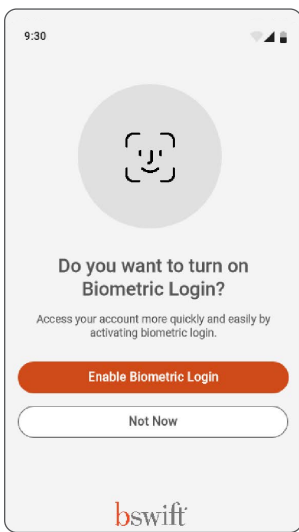 9:30
Do you want to turn on
Biometric Login?
Access your account more quickly and easily by
activating biometric login.
Enable Biometric Login
Not Now
bswift